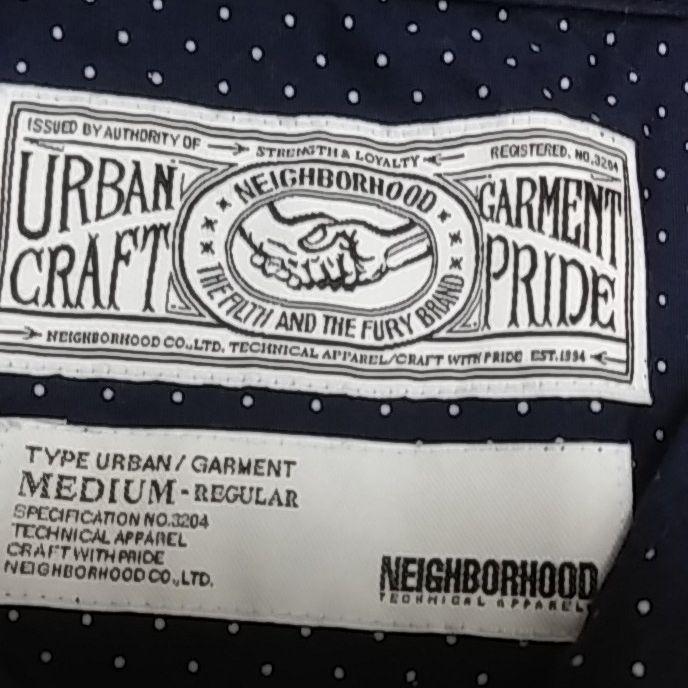 ISSUED BY AUTHORITY OF STRENGTH & LOYALTY REGISTERED. NO.3204
URBAN
CRAFT
NEIGHBORHOOD
THE FILTH AND THE FURY BRAND
GARMENT
PRIDE
NEIGHBORHOOD CO.,LTD. TECHNICAL APPAREL/CRAFT WITH PRIDE EST.1994
TYPE URBAN / GARMENT
MEDIUM-REGULAR
SPECIFICATION NO.3204
TECHNICAL APPAREL
CRAFT WITH PRIDE
NEIGHBORHOOD CO.,LTD.
NEIGHBORHOOD
TECHNICAL APPAREL